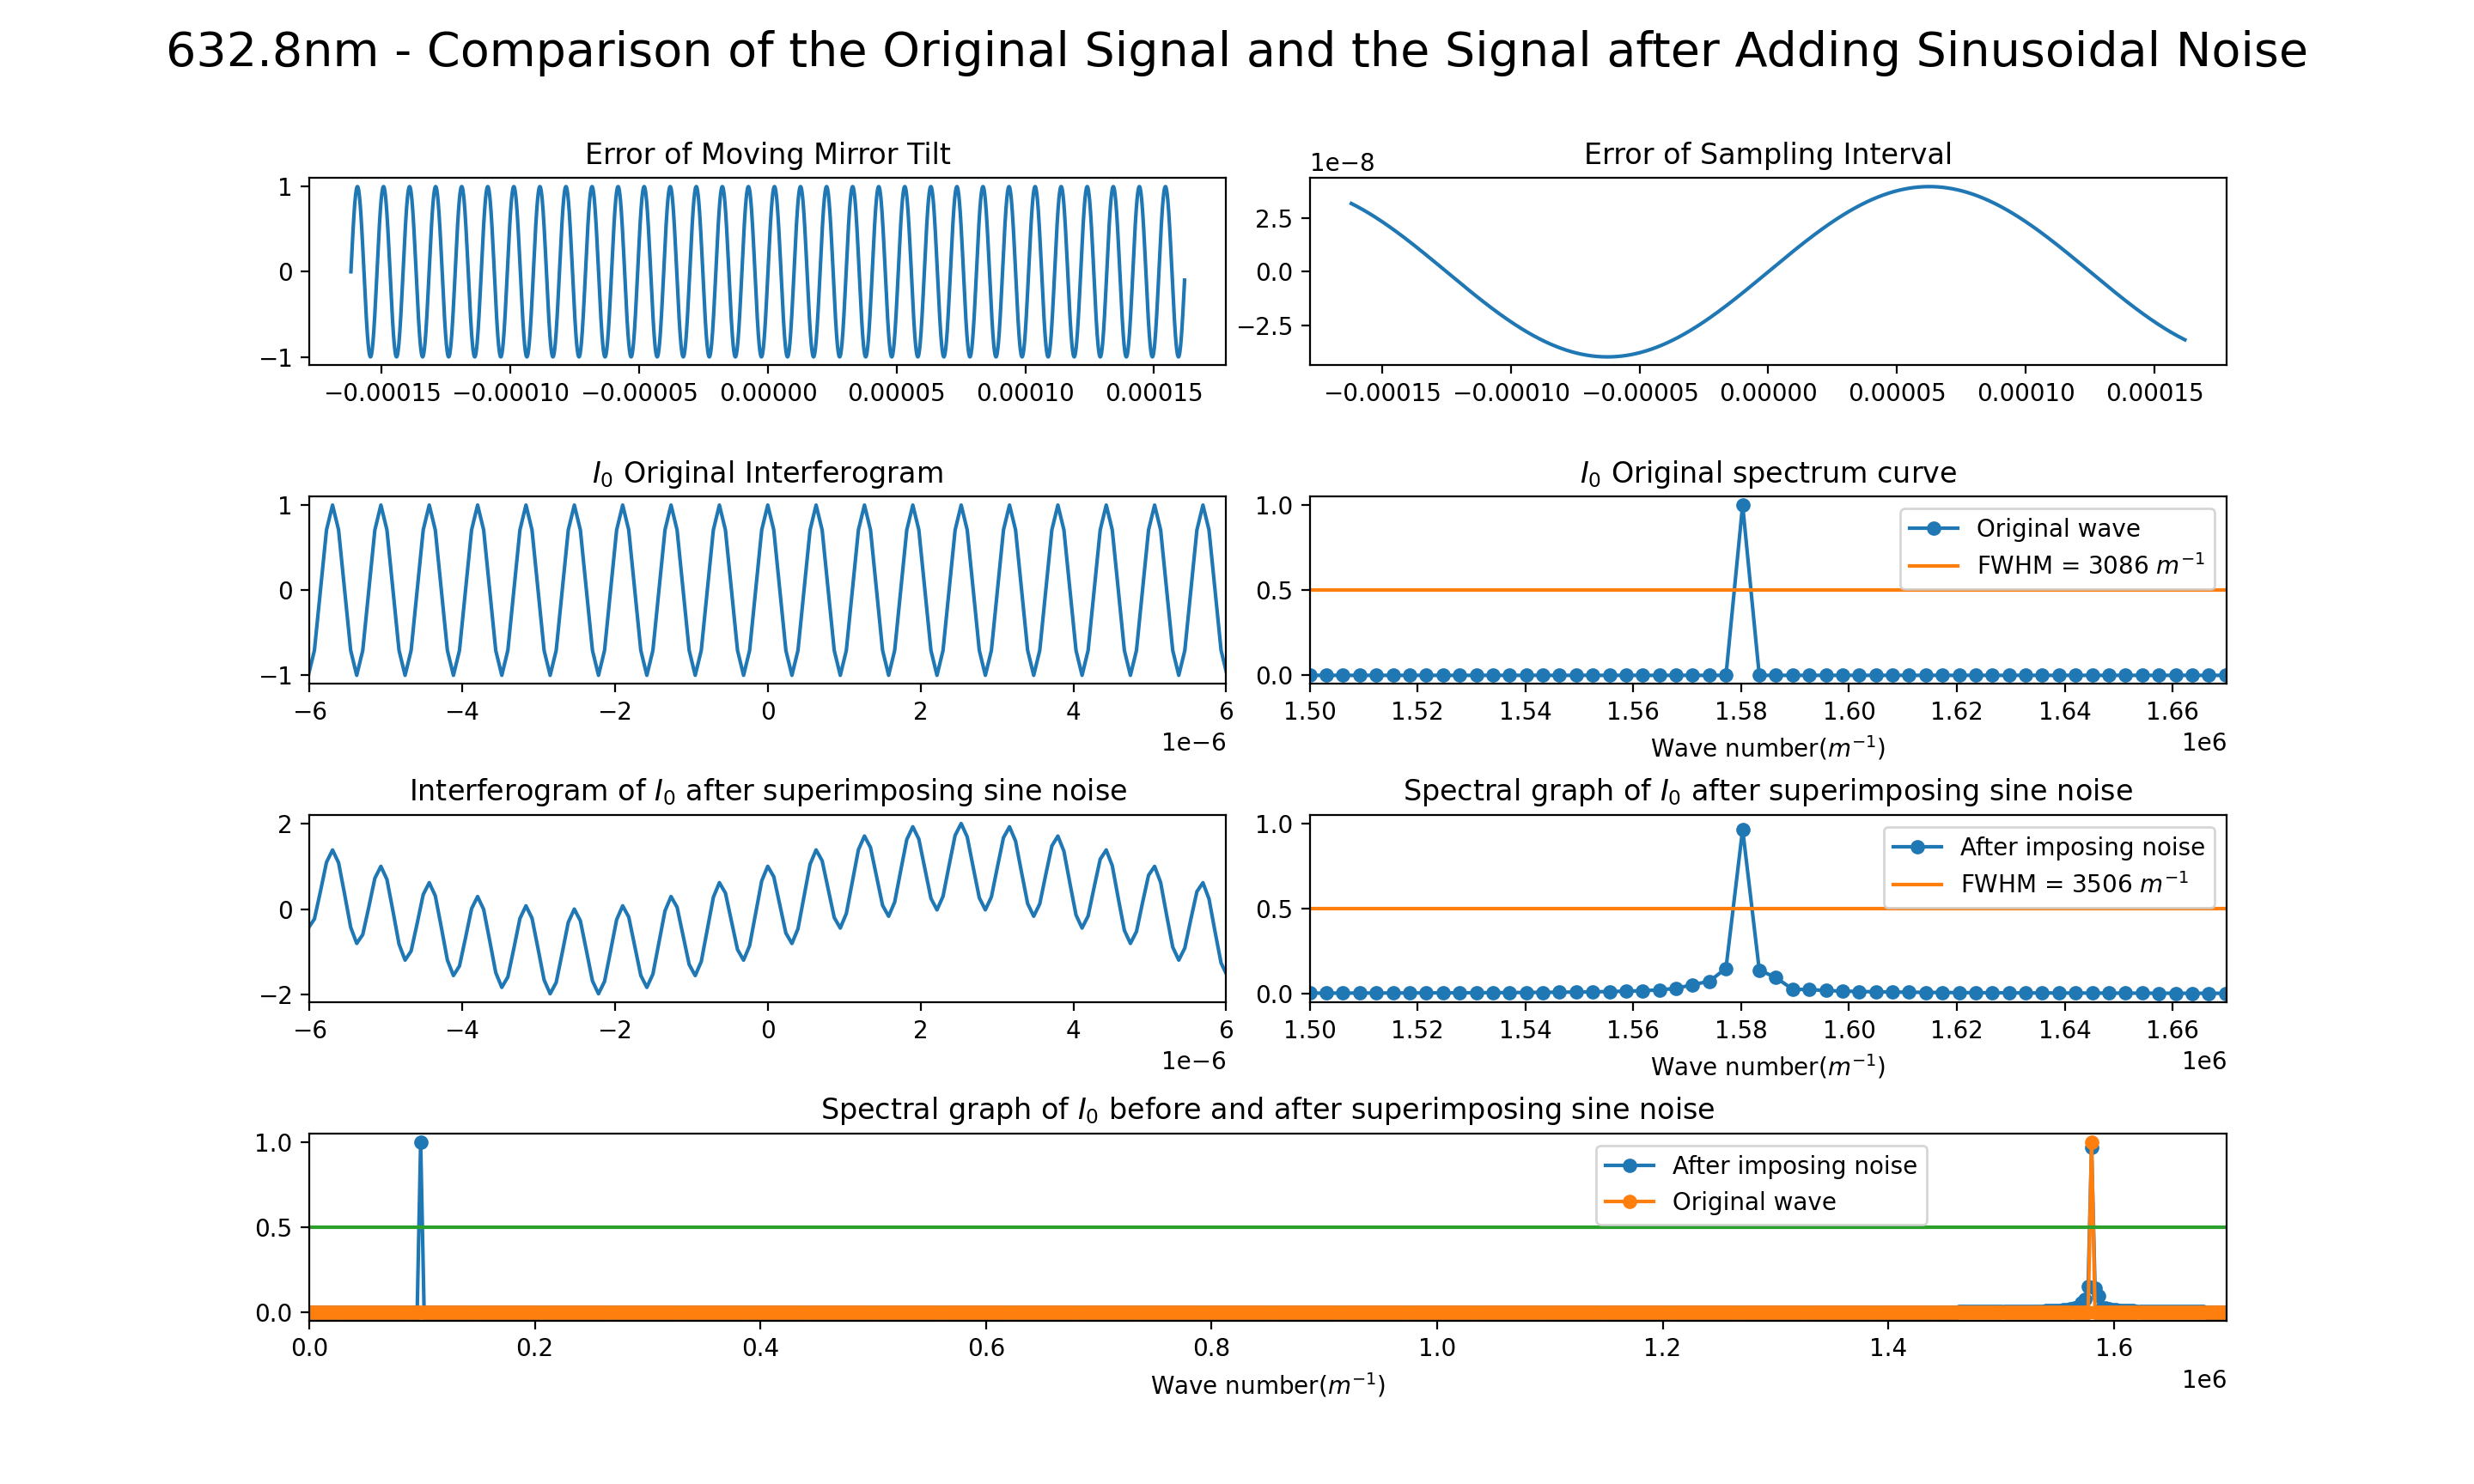 632.8nm - Comparison of the Original Signal and the Signal after Adding Sinusoidal Noise
Error of Moving Mirror Tilt
1
0
−1
−0.00015 −0.00010 −0.00005 0.00000 0.00005 0.00010 0.00015
Error of Sampling Interval
1e−8
2.5
0.0
−2.5
−0.00015 −0.00010 −0.00005 0.00000 0.00005 0.00010 0.00015
I₀ Original Interferogram
1
0
−1
−6 −4 −2 0 2 4 6
1e−6
I₀ Original spectrum curve
1.0
0.5
0.0
Original wave
FWHM = 3086 m⁻¹
1.50 1.52 1.54 1.56 1.58 1.60 1.62 1.64 1.66
Wave number(m⁻¹)
1e6
Interferogram of I₀ after superimposing sine noise
2
0
−2
−6 −4 −2 0 2 4 6
1e−6
Spectral graph of I₀ after superimposing sine noise
1.0
0.5
0.0
After imposing noise
FWHM = 3506 m⁻¹
1.50 1.52 1.54 1.56 1.58 1.60 1.62 1.64 1.66
Wave number(m⁻¹)
1e6
Spectral graph of I₀ before and after superimposing sine noise
1.0
0.5
0.0
After imposing noise
Original wave
0.0 0.2 0.4 0.6 0.8 1.0 1.2 1.4 1.6
Wave number(m⁻¹)
1e6